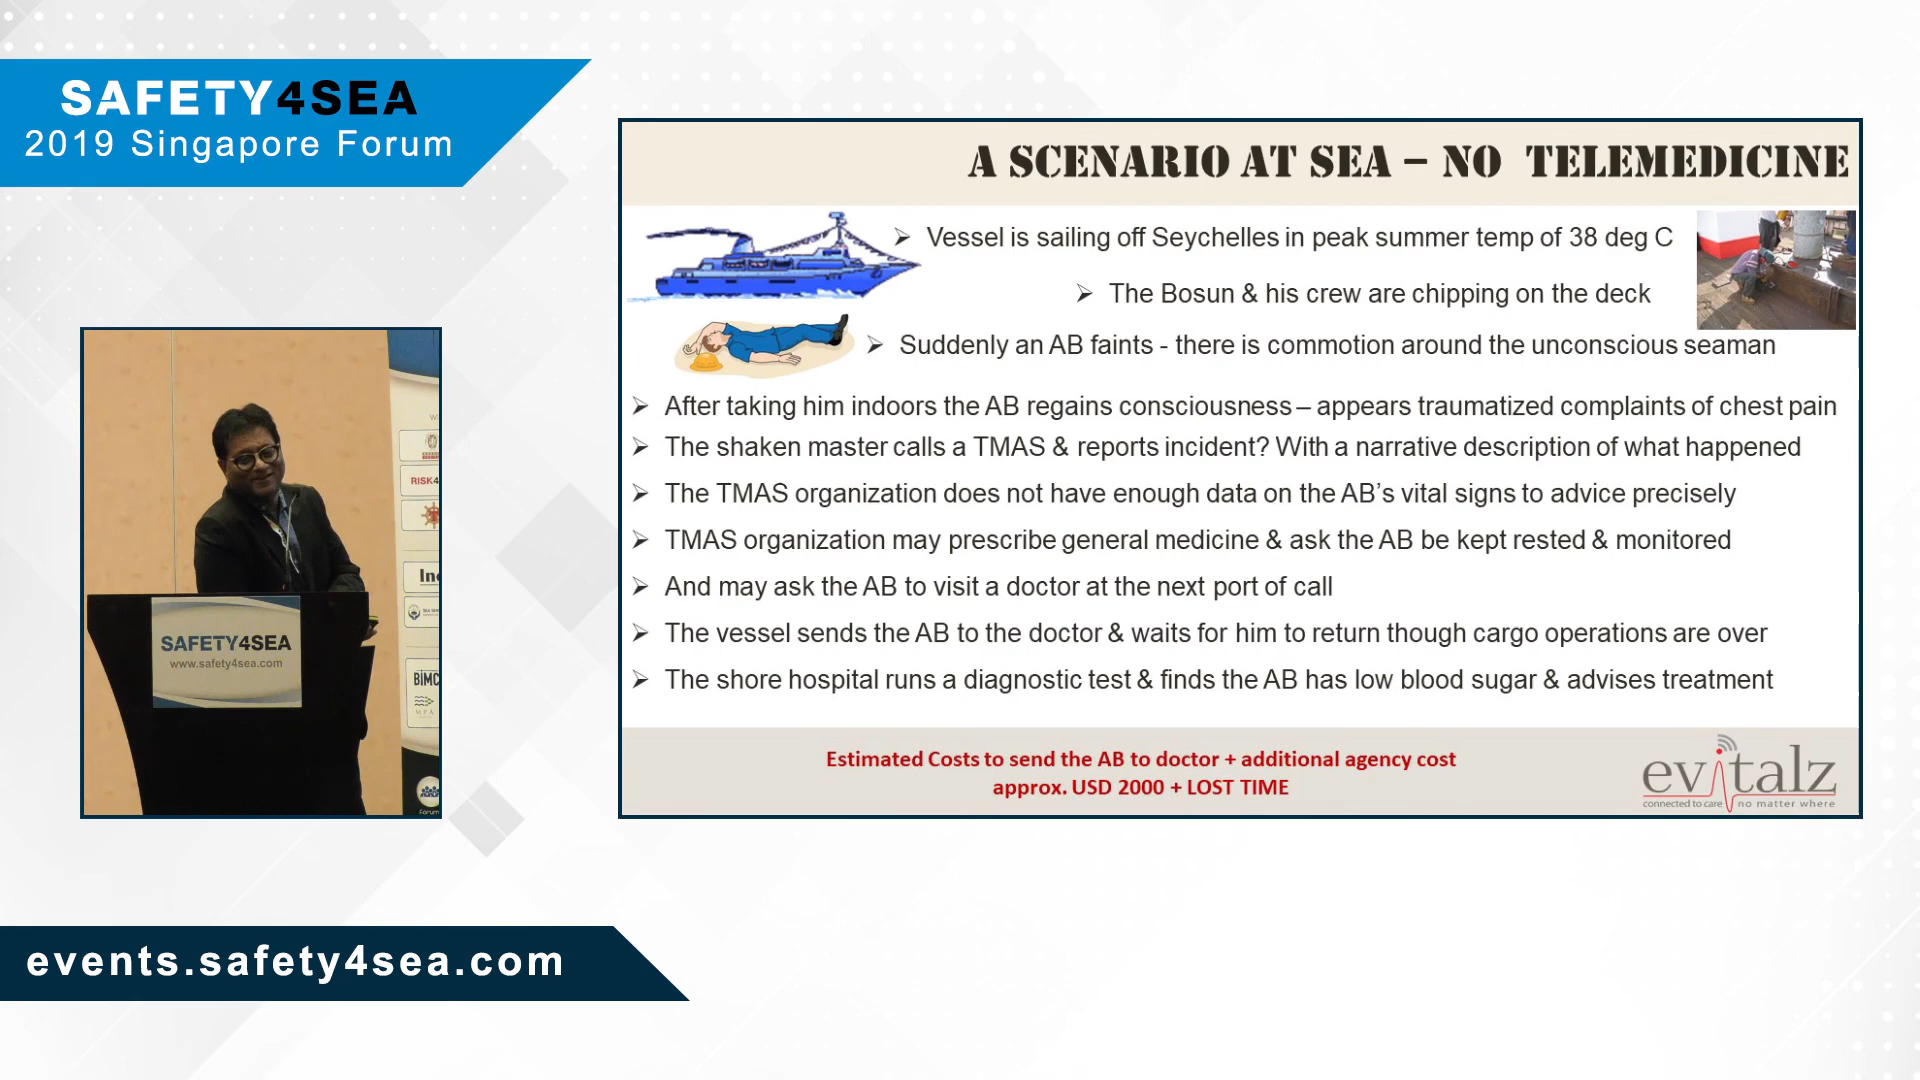 SAFETY4SEA
2019 Singapore Forum
A SCENARIO AT SEA – NO TELEMEDICINE
➢ Vessel is sailing off Seychelles in peak summer temp of 38 deg C
➢ The Bosun & his crew are chipping on the deck
➢ Suddenly an AB faints - there is commotion around the unconscious seaman
➢ After taking him indoors the AB regains consciousness – appears traumatized complaints of chest pain
➢ The shaken master calls a TMAS & reports incident? With a narrative description of what happened
➢ The TMAS organization does not have enough data on the AB’s vital signs to advice precisely
➢ TMAS organization may prescribe general medicine & ask the AB be kept rested & monitored
➢ And may ask the AB to visit a doctor at the next port of call
➢ The vessel sends the AB to the doctor & waits for him to return though cargo operations are over
➢ The shore hospital runs a diagnostic test & finds the AB has low blood sugar & advises treatment
Estimated Costs to send the AB to doctor + additional agency cost
approx. USD 2000 + LOST TIME
evitalz
connected to care no matter where
RISK4
In
BIMC
MPA
Forum
SAFETY4SEA
www.safety4sea.com
events.safety4sea.com